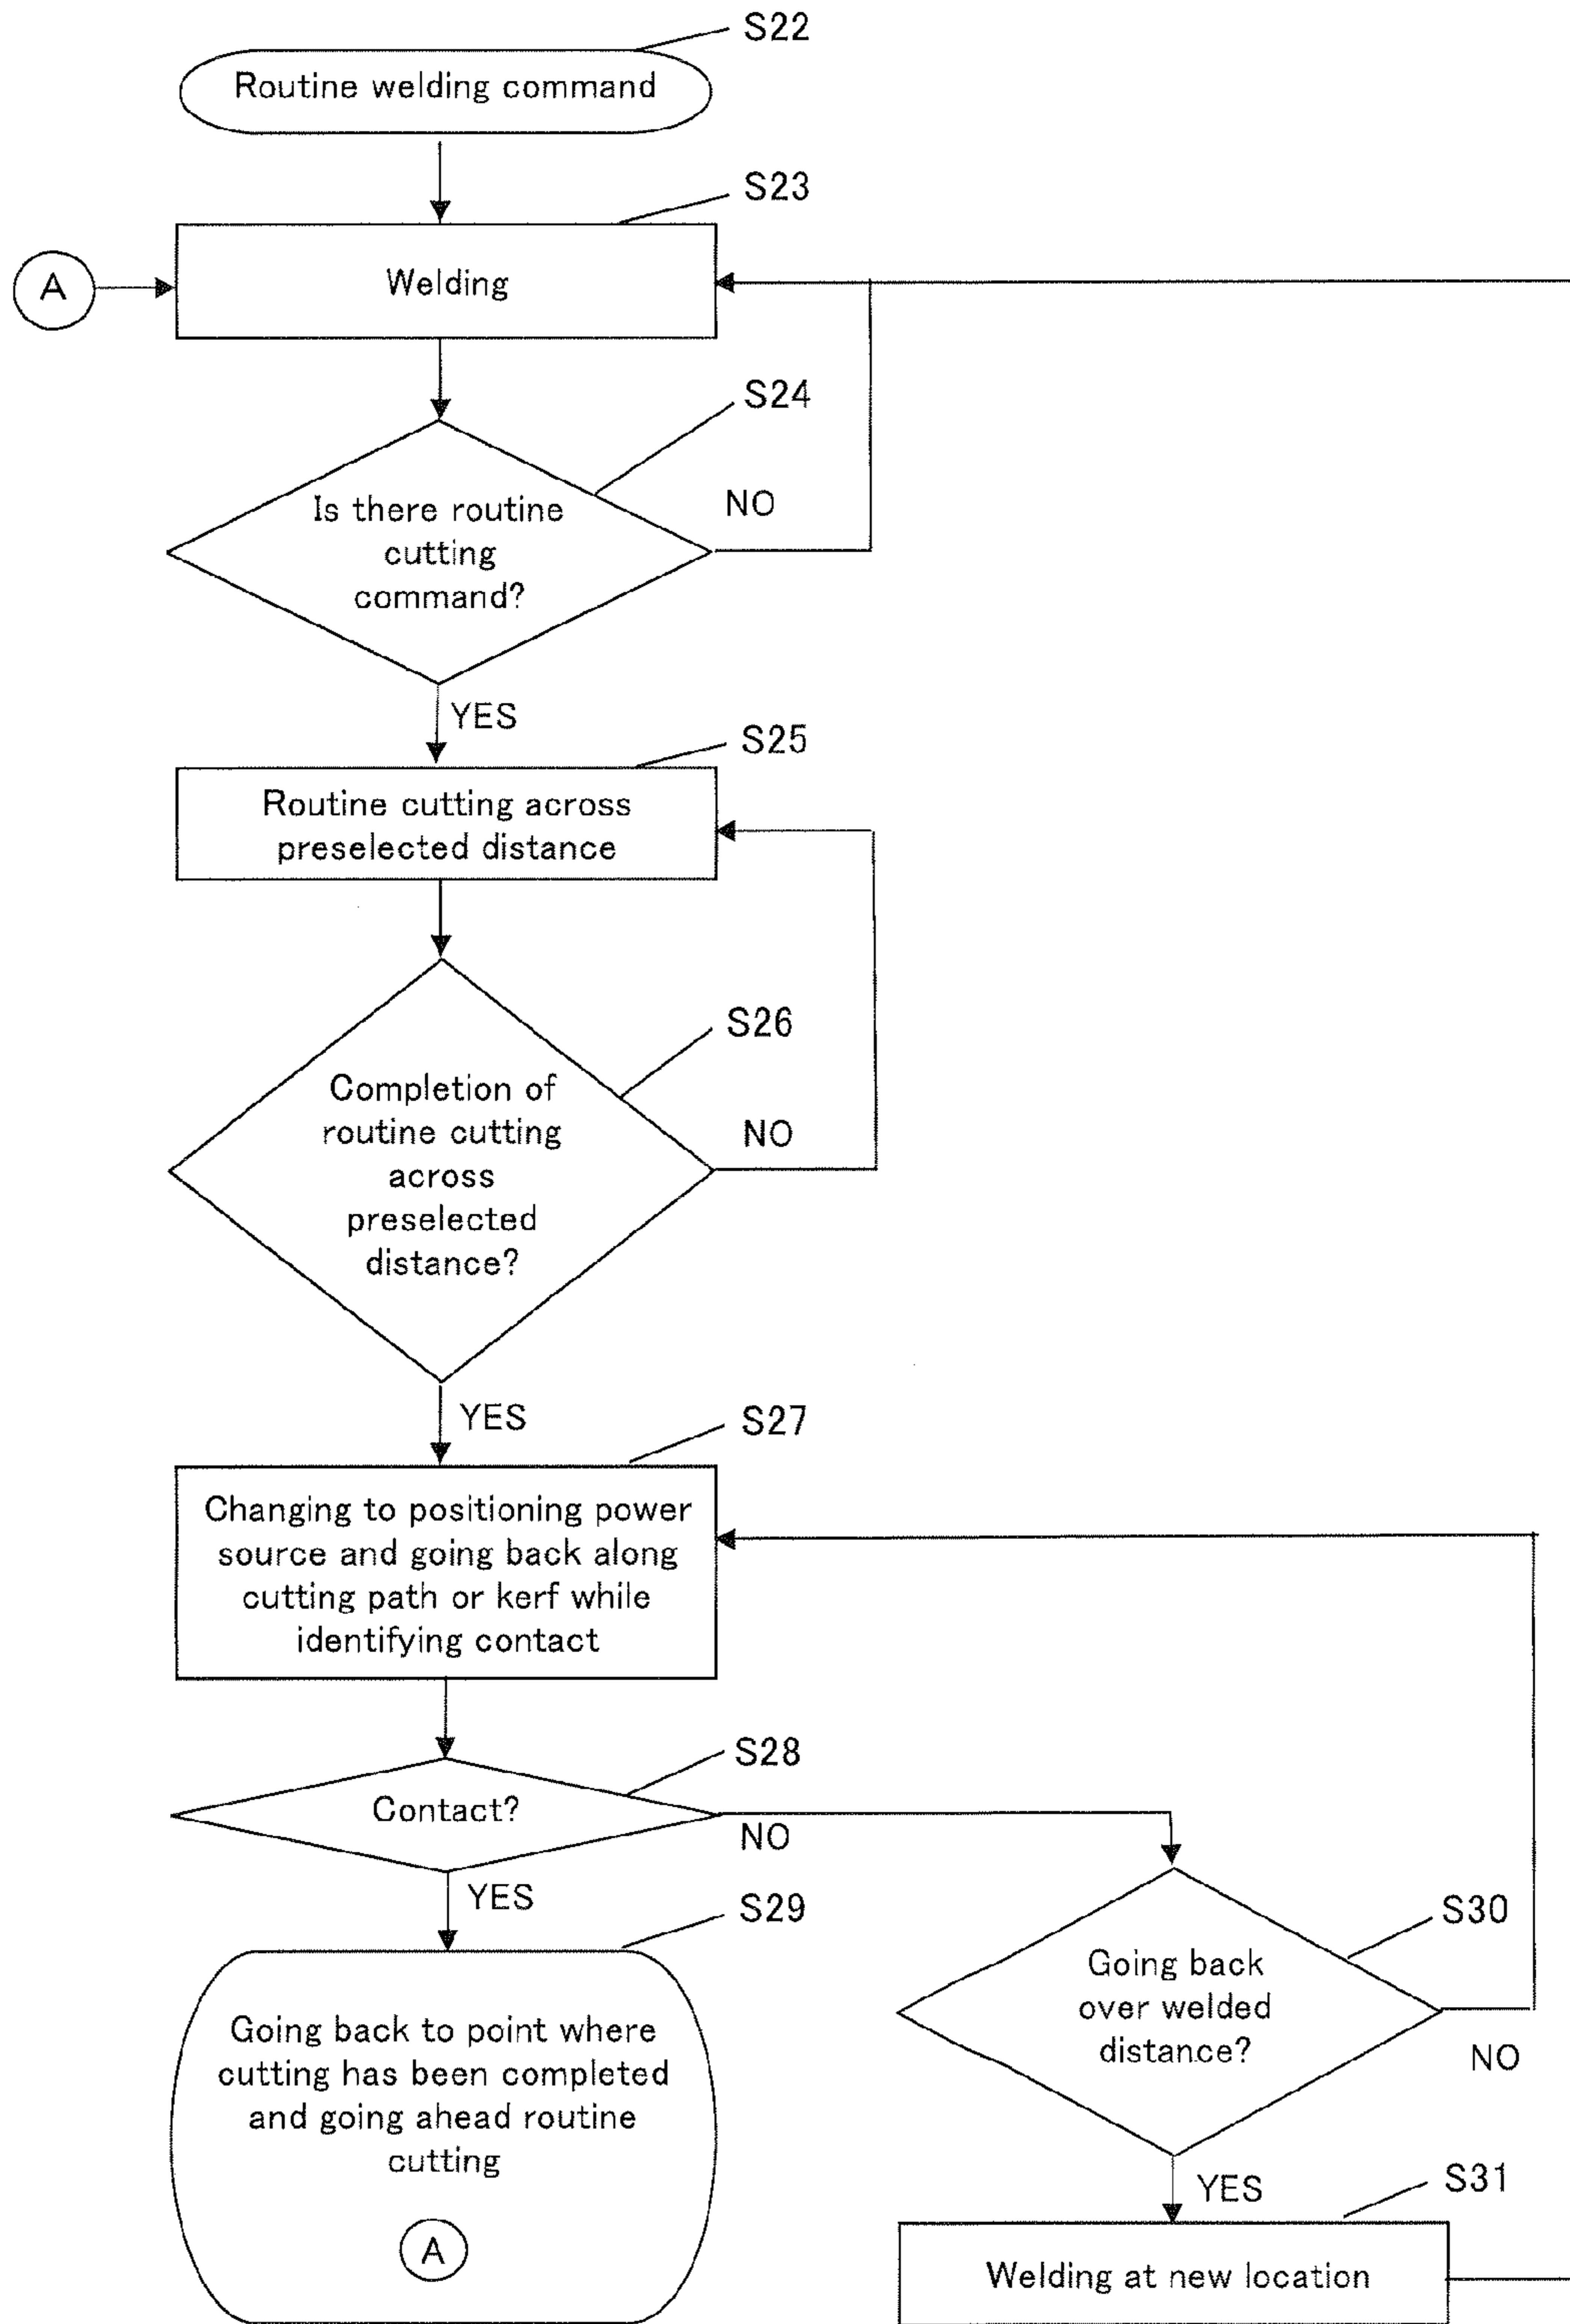 S22
Routine welding command
S23
A
Welding
S24
Is there routine
cutting
command?
NO
YES
S25
Routine cutting across
preselected distance
S26
Completion of
routine cutting
across
preselected
distance?
NO
YES
S27
Changing to positioning power
source and going back along
cutting path or kerf while
identifying contact
S28
Contact?
NO
YES
S29
Going back to point where
cutting has been completed
and going ahead routine
cutting
A
S30
Going back
over welded
distance?
NO
YES
S31
Welding at new location